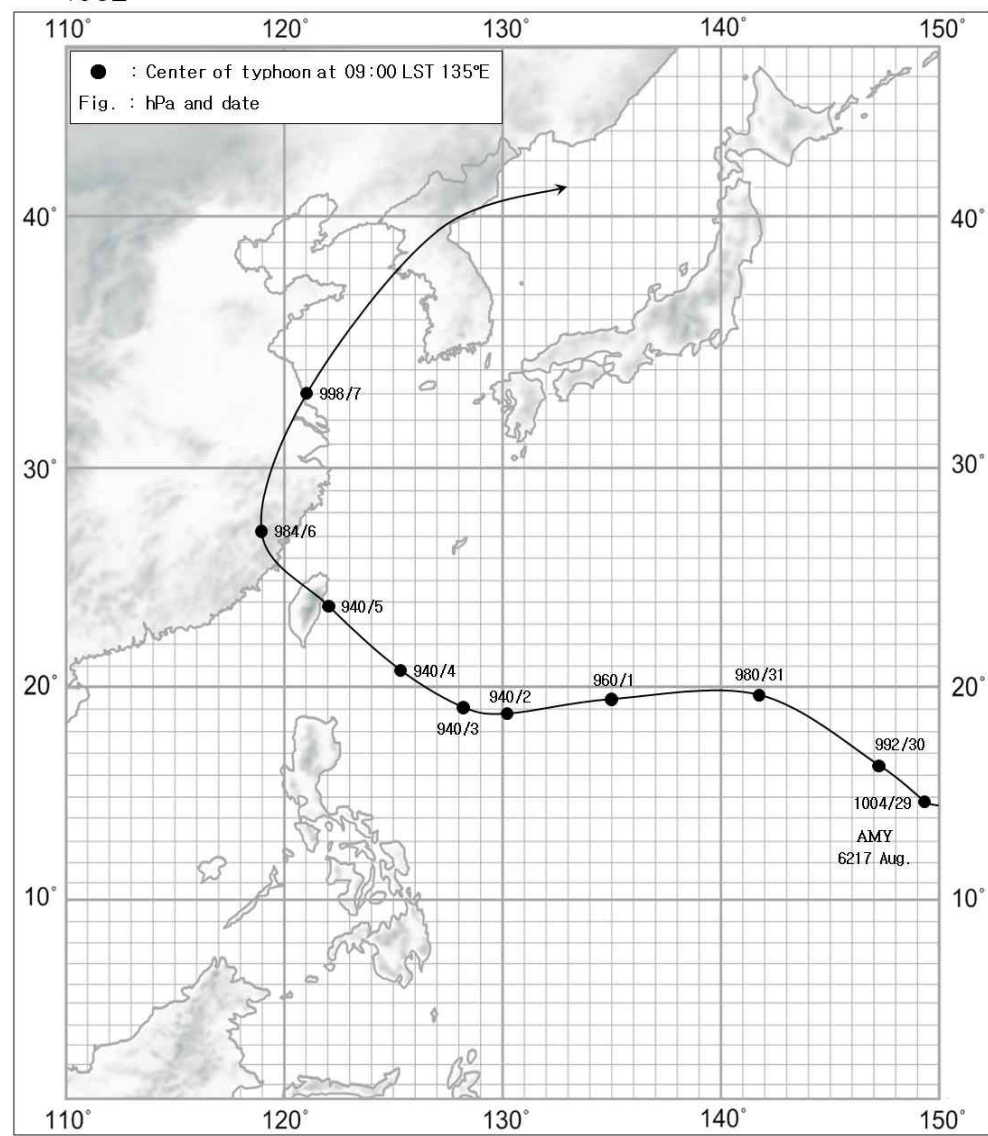 110° 120° 130° 140° 150°
● : Center of typhoon at 09:00 LST 135°E
Fig. : hPa and date
40° 40°
998/7
30° 30°
984/6
940/5
940/4
20° 940/2 960/1 980/31 20°
940/3
992/30
1004/29
AMY
6217 Aug.
10° 10°
110° 120° 130° 140° 150°